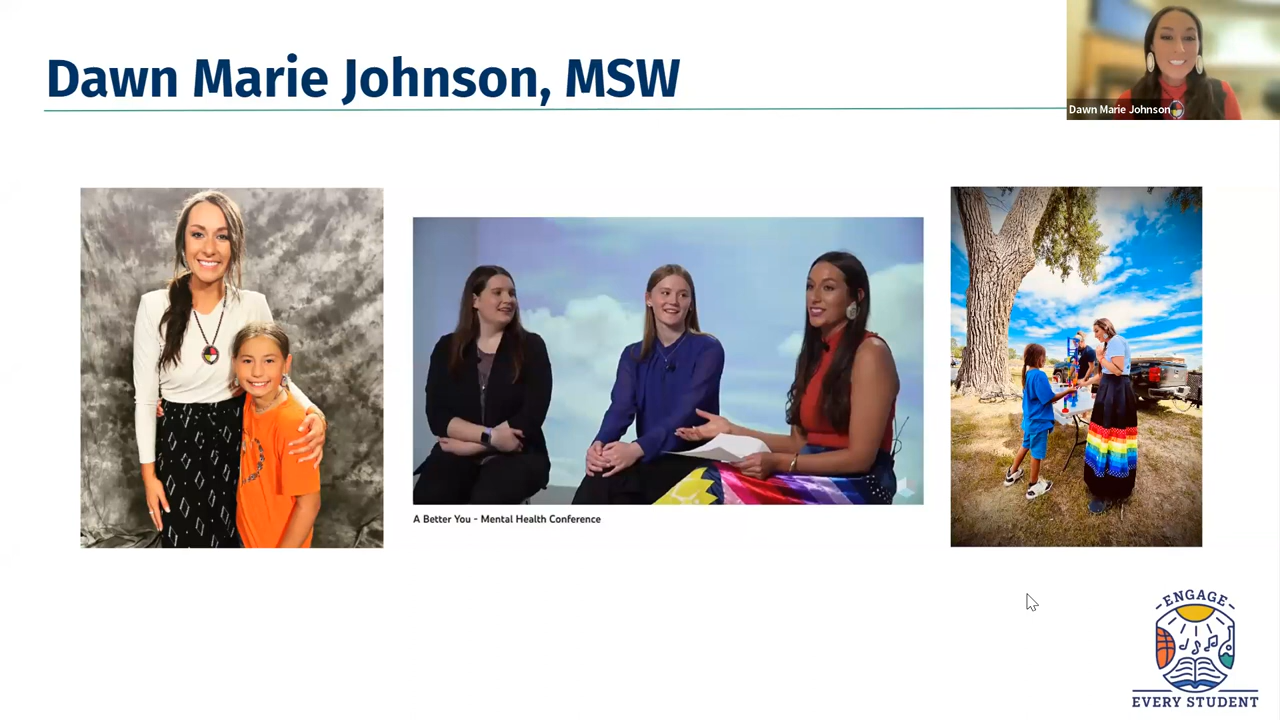 Dawn Marie Johnson, MSW
Dawn Marie Johnson
A Better You - Mental Health Conference
ENGAGE
EVERY STUDENT